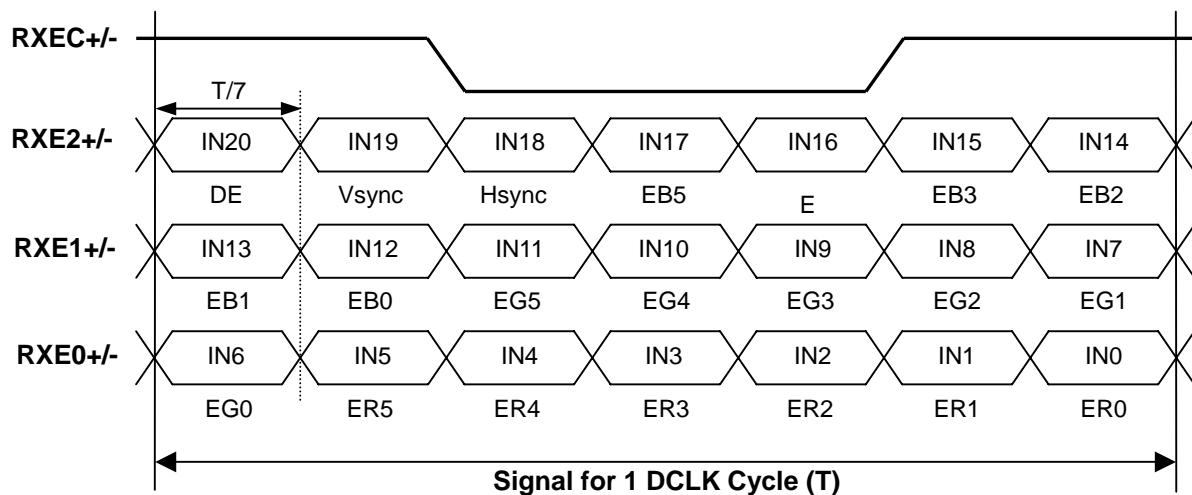 RXEC+/-
T/7
RXE2+/- IN20 IN19 IN18 IN17 IN16 IN15 IN14
DE Vsync Hsync EB5 E EB3 EB2
RXE1+/- IN13 IN12 IN11 IN10 IN9 IN8 IN7
EB1 EB0 EG5 EG4 EG3 EG2 EG1
RXE0+/- IN6 IN5 IN4 IN3 IN2 IN1 IN0
EG0 ER5 ER4 ER3 ER2 ER1 ER0
Signal for 1 DCLK Cycle (T)